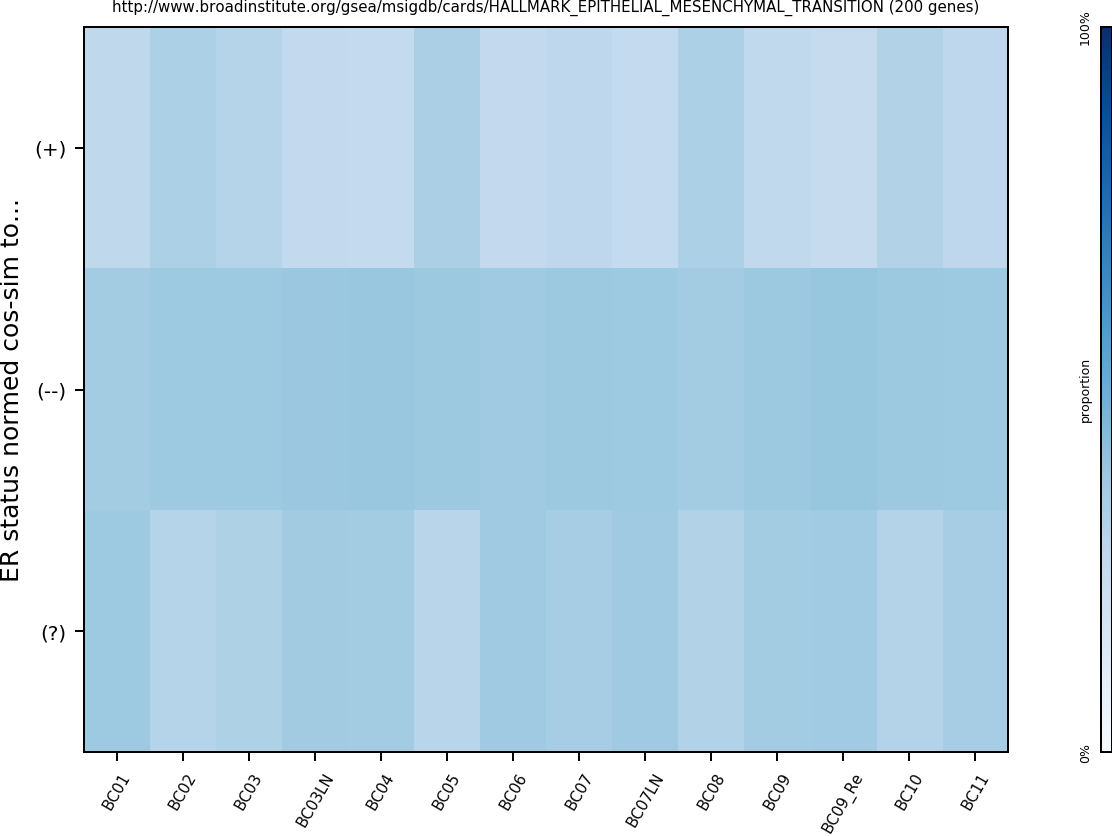 http://www.broadinstitute.org/gsea/msigdb/cards/HALLMARK_EPITHELIAL_MESENCHYMAL_TRANSITION (200 genes)
ER status normed cos-sim to...
(+)
(--)
(?)
BC01
BC02
BC03
BC03LN
BC04
BC05
BC06
BC07
BC07LN
BC08
BC09
BC09_Re
BC10
BC11
100%
proportion
0%